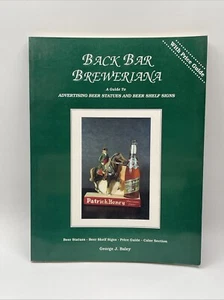 With Price Guide
BACK BAR
BREWERIANA
A Guide To
ADVERTISING BEER STATUES AND BEER SHELF SIGNS
Patrick Henry
Beer Statues - Beer Shelf Signs - Price Guide - Color Section
George J. Baley